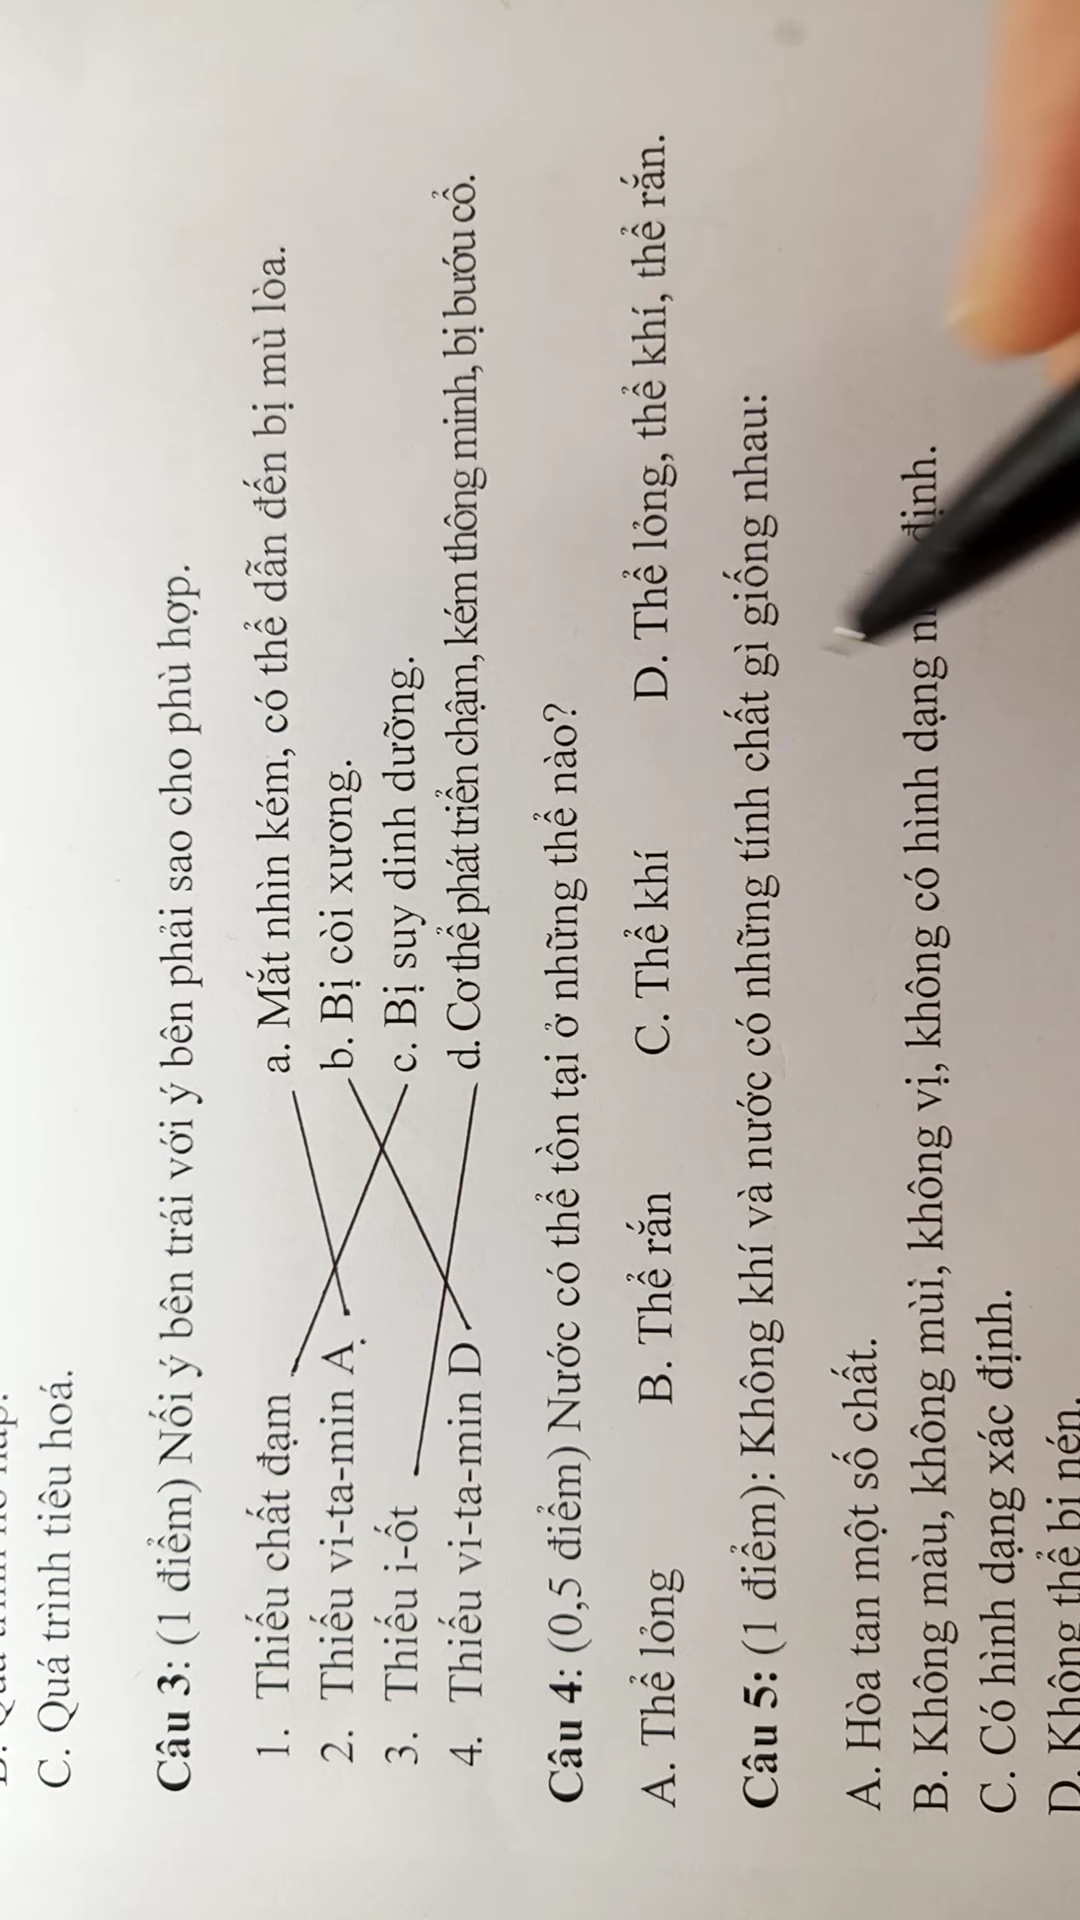 C. Quá trình tiêu hoá.
Câu 3: (1 điểm) Nối ý bên trái với ý bên phải sao cho phù hợp.
1. Thiếu chất đạm a. Mắt nhìn kém, có thể dẫn đến bị mù lòa.
2. Thiếu vi-ta-min A. b. Bị còi xương.
3. Thiếu i-ốt c. Bị suy dinh dưỡng.
4. Thiếu vi-ta-min D d. Cơ thể phát triển chậm, kém thông minh, bị bướu cổ.
Câu 4: (0,5 điểm) Nước có thể tồn tại ở những thể nào?
A. Thể lỏng B. Thể rắn C. Thể khí D. Thể lỏng, thể khí, thể rắn.
Câu 5: (1 điểm): Không khí và nước có những tính chất gì giống nhau:
A. Hòa tan một số chất.
B. Không màu, không mùi, không vị, không có hình dạng định.
C. Có hình dạng xác định.
D. Không thể bị nén.